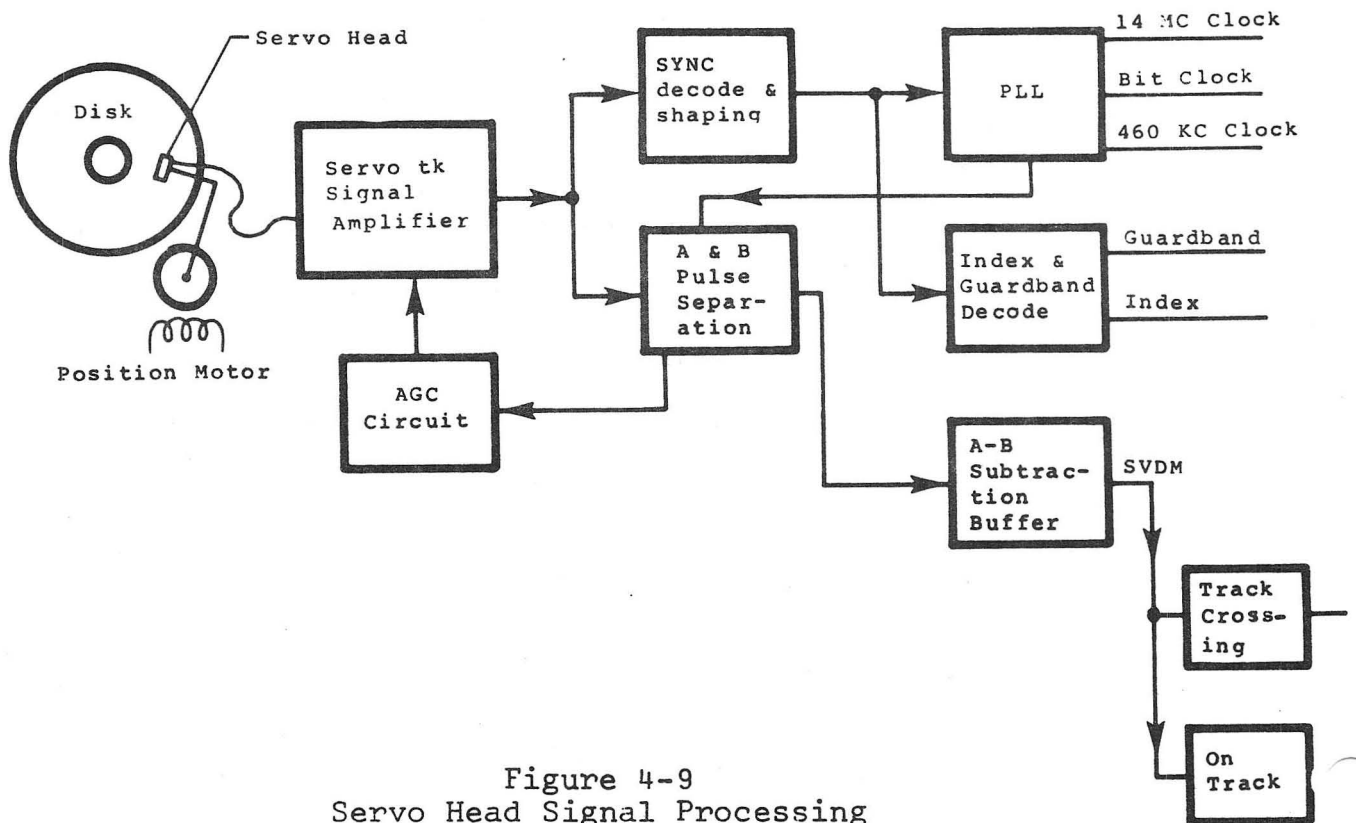 Servo Head
Disk
Position Motor
Servo tk
Signal
Amplifier
AGC
Circuit
SYNC
decode &
shaping
A & B
Pulse
Separ-
ation
PLL
14 MC Clock
Bit Clock
460 KC Clock
Index &
Guardband
Decode
Guardband
Index
A-B
Subtrac-
tion
Buffer
SVDM
Track
Cross-
ing
On
Track
Figure 4-9
Servo Head Signal Processing